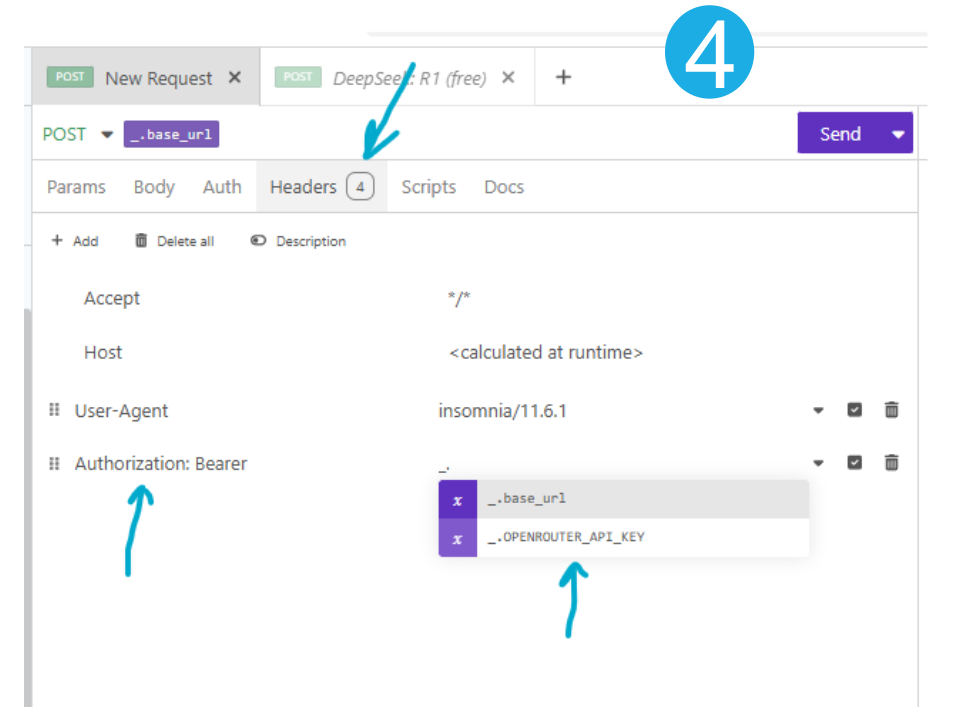 4
POST New Request × POST DeepSeek: R1 (free) × +
POST _.base_url Send
Params Body Auth Headers 4 Scripts Docs
+ Add Delete all Description
Accept */*
Host <calculated at runtime>
User-Agent insomnia/11.6.1
Authorization: Bearer _.
x _.base_url
x _.OPENROUTER_API_KEY